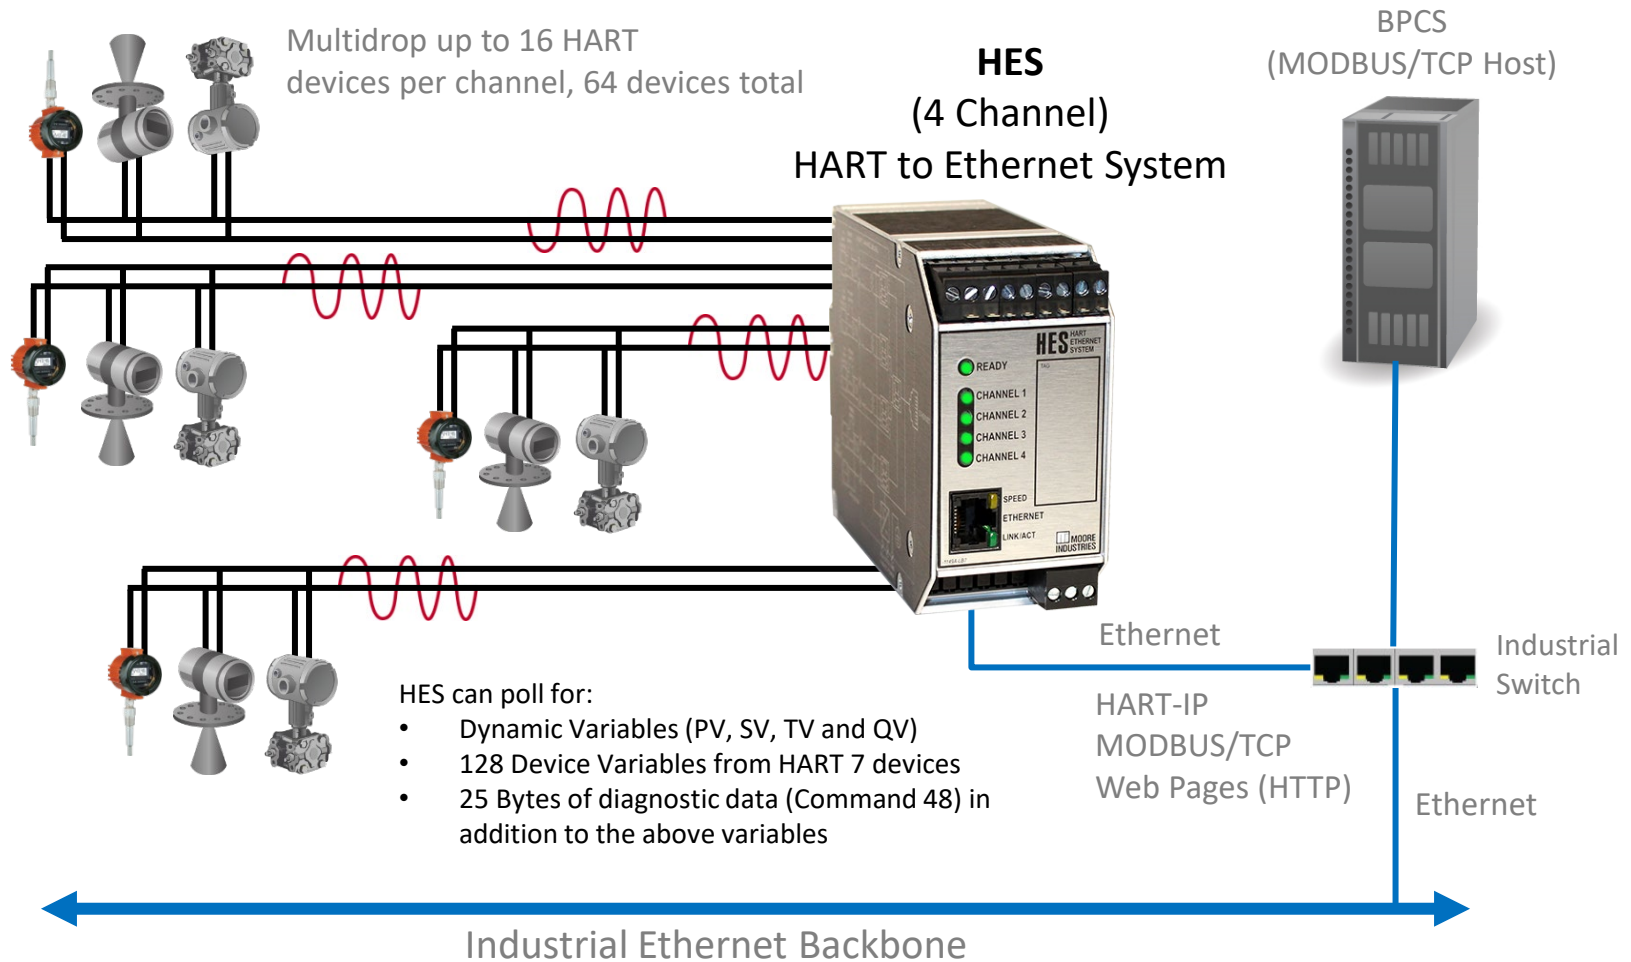 Multidrop up to 16 HART
devices per channel, 64 devices total
HES
(4 Channel)
HART to Ethernet System
BPCS
(MODBUS/TCP Host)
HES HART
ETHERNET
SYSTEM
TAG
READY
CHANNEL 1
CHANNEL 2
CHANNEL 3
CHANNEL 4
SPEED
ETHERNET
LINK/ACT
MOORE
INDUSTRIES
Ethernet
Industrial
Switch
HART-IP
MODBUS/TCP
Web Pages (HTTP)
Ethernet
HES can poll for:
• Dynamic Variables (PV, SV, TV and QV)
• 128 Device Variables from HART 7 devices
• 25 Bytes of diagnostic data (Command 48) in
addition to the above variables
Industrial Ethernet Backbone